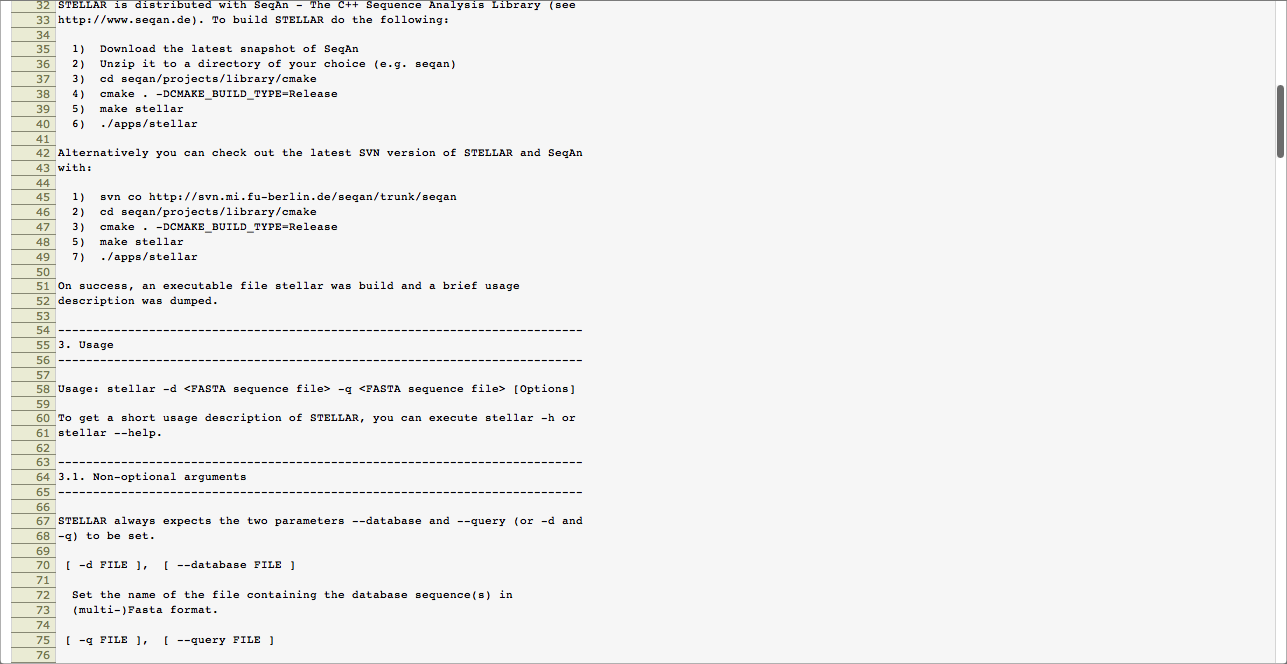 32 STELLAR is distributed with SeqAn - The C++ Sequence Analysis Library (see
33 http://www.seqan.de). To build STELLAR do the following:
34
35   1)  Download the latest snapshot of SeqAn
36   2)  Unzip it to a directory of your choice (e.g. seqan)
37   3)  cd seqan/projects/library/cmake
38   4)  cmake . -DCMAKE_BUILD_TYPE=Release
39   5)  make stellar
40   6)  ./apps/stellar
41
42 Alternatively you can check out the latest SVN version of STELLAR and SeqAn
43 with:
44
45   1)  svn co http://svn.mi.fu-berlin.de/seqan/trunk/seqan
46   2)  cd seqan/projects/library/cmake
47   3)  cmake . -DCMAKE_BUILD_TYPE=Release
48   5)  make stellar
49   7)  ./apps/stellar
50
51 On success, an executable file stellar was build and a brief usage
52 description was dumped.
53
54 ---------------------------------------------------------------------------
55 3. Usage
56 ---------------------------------------------------------------------------
57
58 Usage: stellar -d <FASTA sequence file> -q <FASTA sequence file> [Options]
59
60 To get a short usage description of STELLAR, you can execute stellar -h or
61 stellar --help.
62
63 ---------------------------------------------------------------------------
64 3.1. Non-optional arguments
65 ---------------------------------------------------------------------------
66
67 STELLAR always expects the two parameters --database and --query (or -d and
68 -q) to be set.
69
70  [ -d FILE ],  [ --database FILE ]
71
72   Set the name of the file containing the database sequence(s) in
73   (multi-)Fasta format.
74
75  [ -q FILE ],  [ --query FILE ]
76